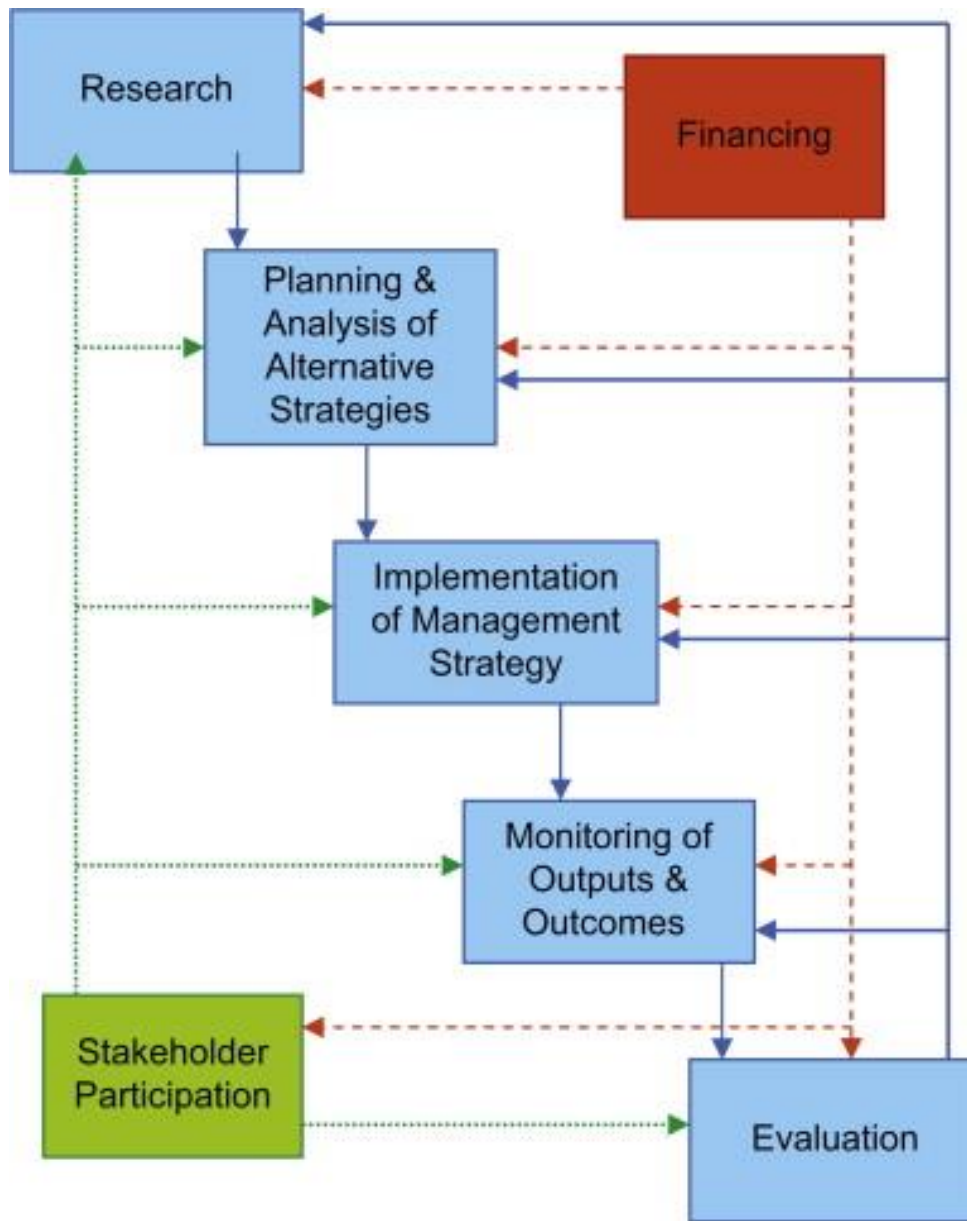 Research
Financing
Planning &
Analysis of
Alternative
Strategies
Implementation
of Management
Strategy
Monitoring of
Outputs &
Outcomes
Stakeholder
Participation
Evaluation